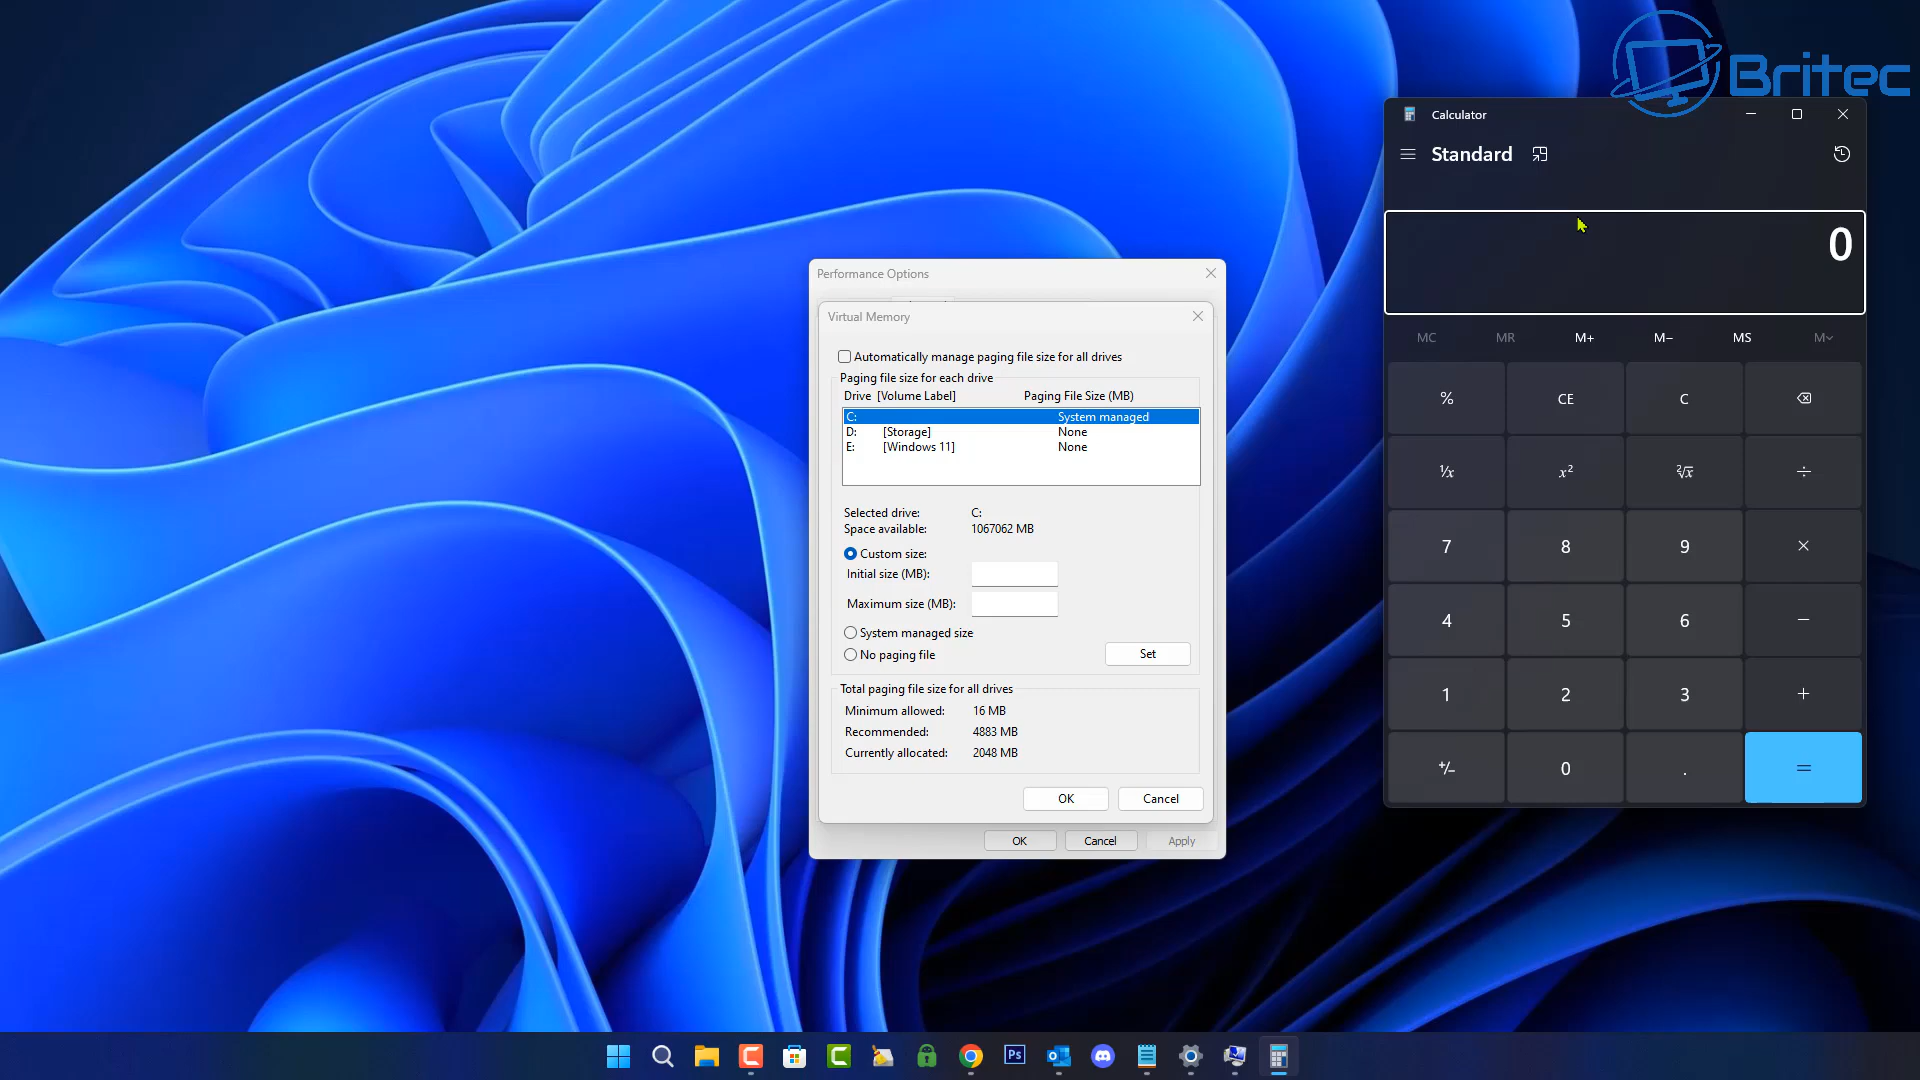 Britec
Calculator
Standard
0
MC MR M+ M− MS M˅
% CE C
¹/x x² ²√x ÷
7 8 9 ×
4 5 6 −
1 2 3 +
+/− 0 . =
Performance Options
Virtual Memory
Automatically manage paging file size for all drives
Paging file size for each drive
Drive [Volume Label] Paging File Size (MB)
C: System managed
D: [Storage] None
E: [Windows 11] None
Selected drive: C:
Space available: 1067062 MB
Custom size:
Initial size (MB):
Maximum size (MB):
System managed size
No paging file
Set
Total paging file size for all drives
Minimum allowed: 16 MB
Recommended: 4883 MB
Currently allocated: 2048 MB
OK Cancel
OK Cancel Apply
Ps